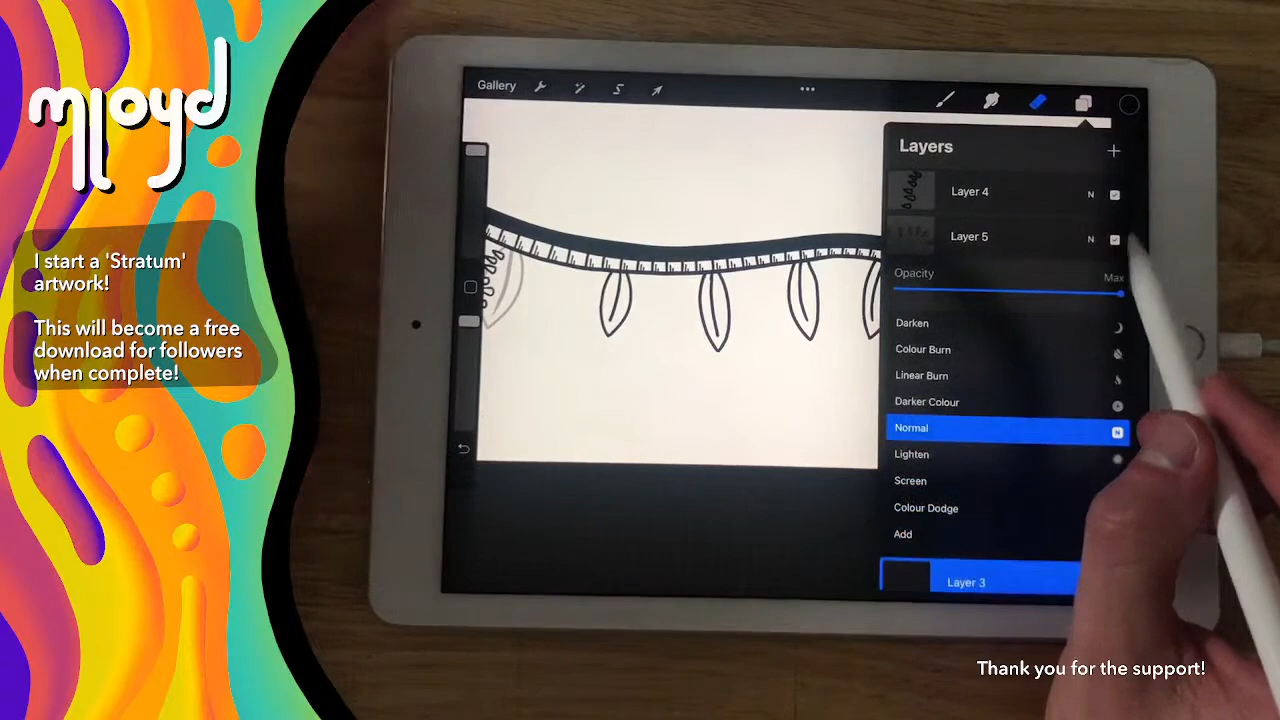 mlloyd
I start a 'Stratum'
artwork!
This will become a free
download for followers
when complete!
Gallery
Layers
Layer 4 N
Layer 5 N
Opacity Max
Darken
Colour Burn
Linear Burn
Darker Colour
Normal N
Lighten
Screen
Colour Dodge
Add
Layer 3
Thank you for the support!